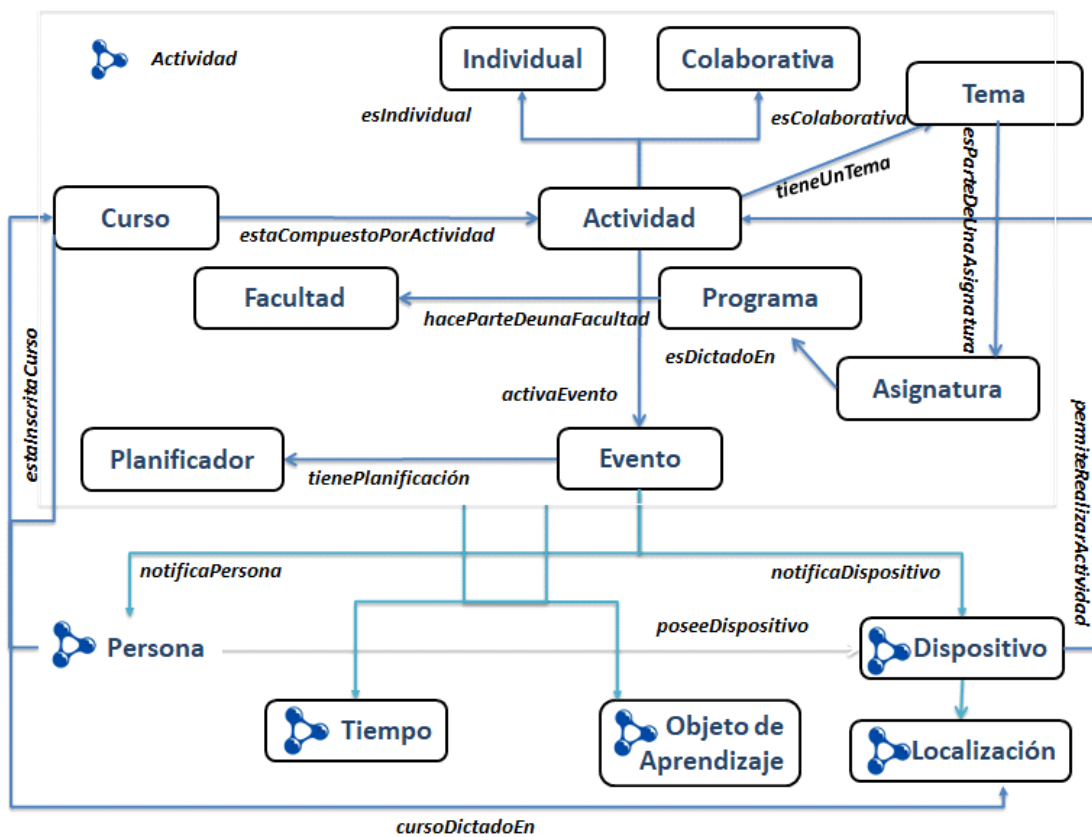 Actividad
Individual
Colaborativa
Tema
esIndividual
esColaborativa
tieneUnTema
esParteDeUnaAsignatura
Curso
estaCompuestoPorActividad
Actividad
Facultad
haceParteDeunaFacultad
Programa
esDictadoEn
Asignatura
estaInscritaCurso
activaEvento
Planificador
tienePlanificación
Evento
permiteRealizarActividad
notificaPersona
notificaDispositivo
Persona
poseeDispositivo
Dispositivo
Tiempo
Objeto de
Aprendizaje
Localización
cursoDictadoEn